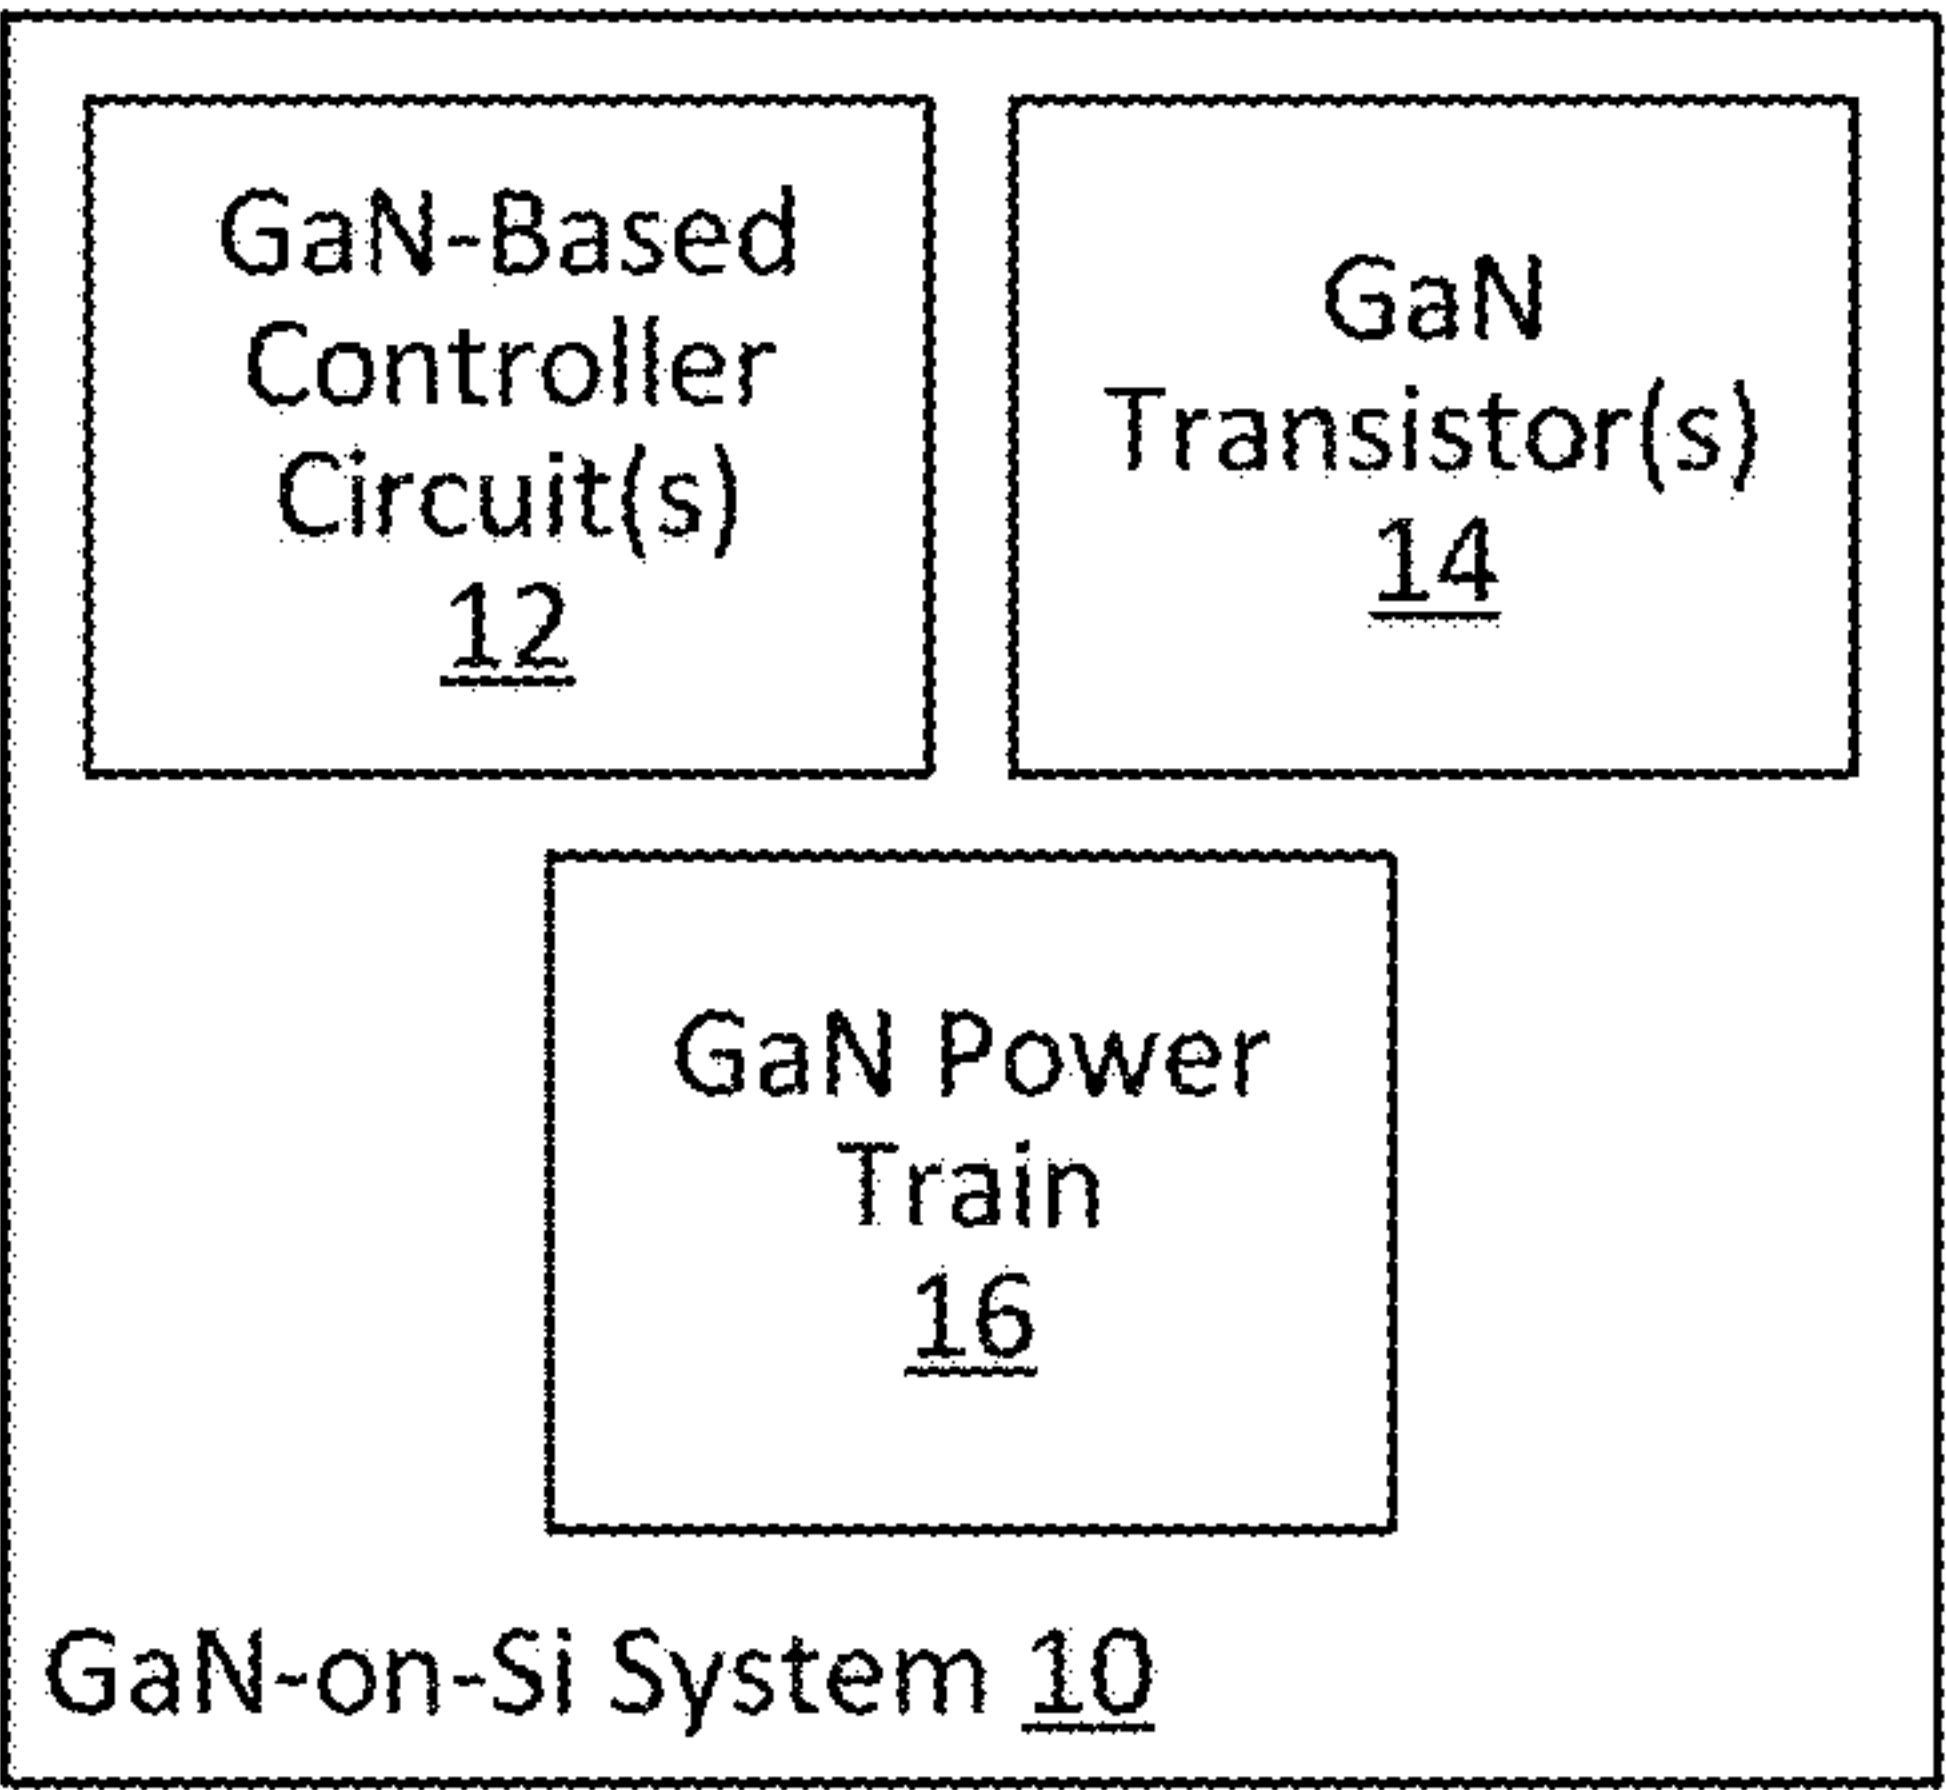 GaN-Based
Controller
Circuit(s)
12
GaN
Transistor(s)
14
GaN Power
Train
16
GaN-on-Si System 10